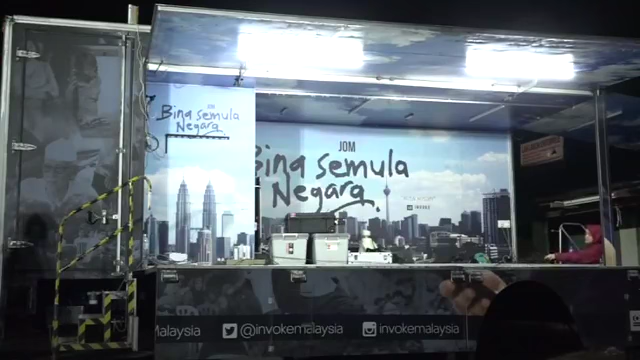 JOM
Bina Semula
Negara
JOM
Bina Semula
Negara
Malaysia
@invokemalaysia
invokemalaysia